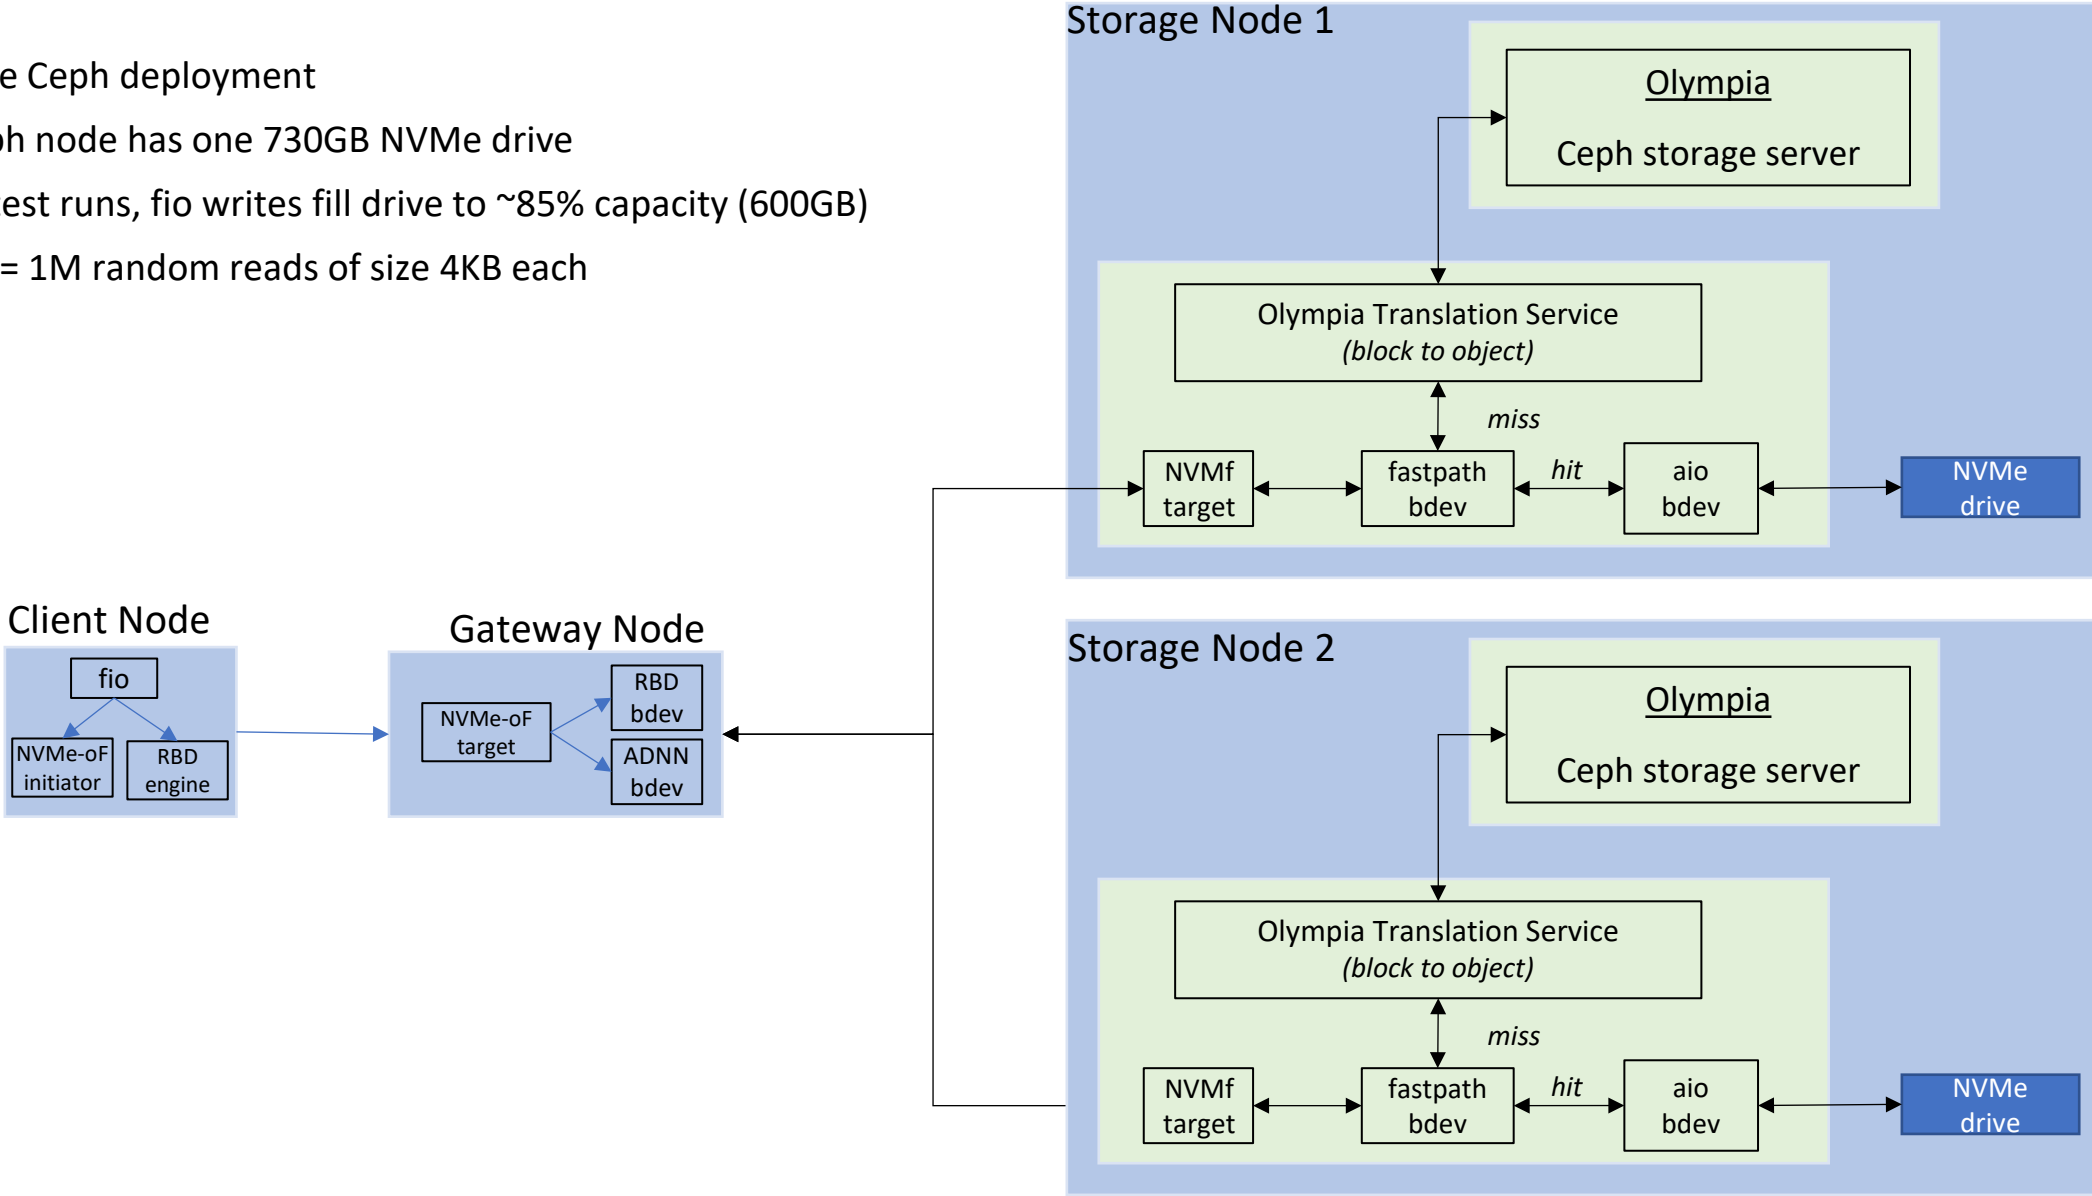 e Ceph deployment
ph node has one 730GB NVMe drive
test runs, fio writes fill drive to ~85% capacity (600GB)
= 1M random reads of size 4KB each
Storage Node 1
Olympia
Ceph storage server
Olympia Translation Service
(block to object)
miss
NVMf
target
fastpath
bdev
hit
aio
bdev
NVMe
drive
Client Node
fio
NVMe-oF
initiator
RBD
engine
Gateway Node
NVMe-oF
target
RBD
bdev
ADNN
bdev
Storage Node 2
Olympia
Ceph storage server
Olympia Translation Service
(block to object)
miss
NVMf
target
fastpath
bdev
hit
aio
bdev
NVMe
drive